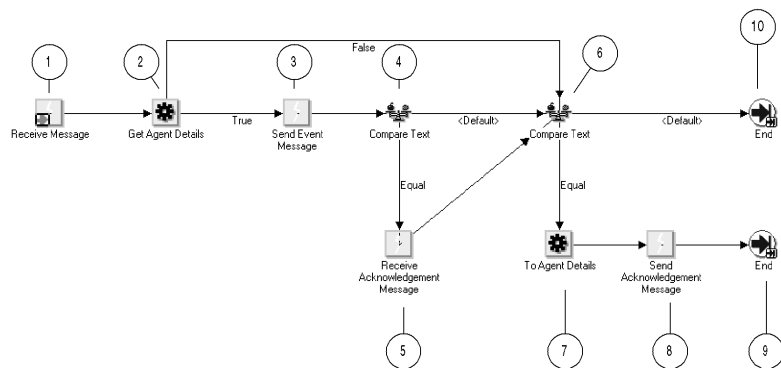 10
False
1
2
3
4
6
Receive Message
Get Agent Details
True
Send Event
Message
Compare Text
<Default>
Compare Text
<Default>
End
Equal
Equal
Receive
Acknowledgement
Message
To Agent Details
Send
Acknowledgement
Message
End
5
7
8
9